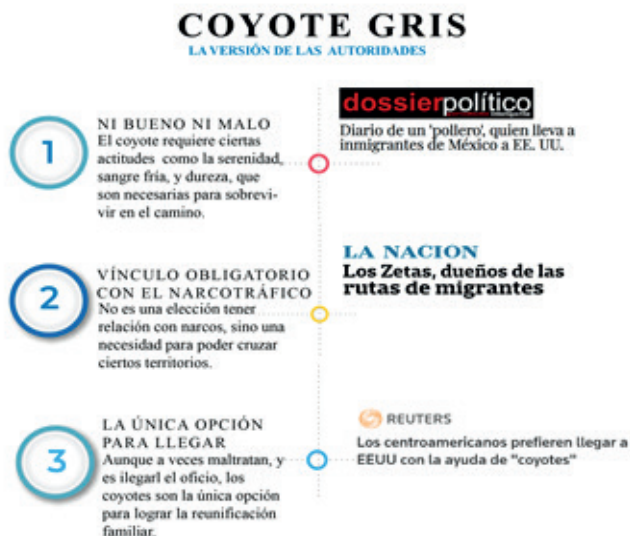 COYOTE GRIS
LA VERSIÓN DE LAS AUTORIDADES
1
NI BUENO NI MALO
El coyote requiere ciertas
actitudes como la serenidad,
sangre fría, y dureza, que
son necesarias para sobrevi-
vir en el camino.
dossierpolítico
Diario de un 'pollero', quien lleva a
inmigrantes de México a EE. UU.
2
VÍNCULO OBLIGATORIO
CON EL NARCOTRÁFICO
No es una elección tener
relación con narcos, sino una
necesidad para poder cruzar
ciertos territorios.
LA NACION
Los Zetas, dueños de las
rutas de migrantes
3
LA ÚNICA OPCIÓN
PARA LLEGAR
Aunque a veces maltratan, y
es ilegarl el oficio, los
coyotes son la única opción
para lograr la reunificación
familiar.
REUTERS
Los centroamericanos prefieren llegar a
EEUU con la ayuda de "coyotes"